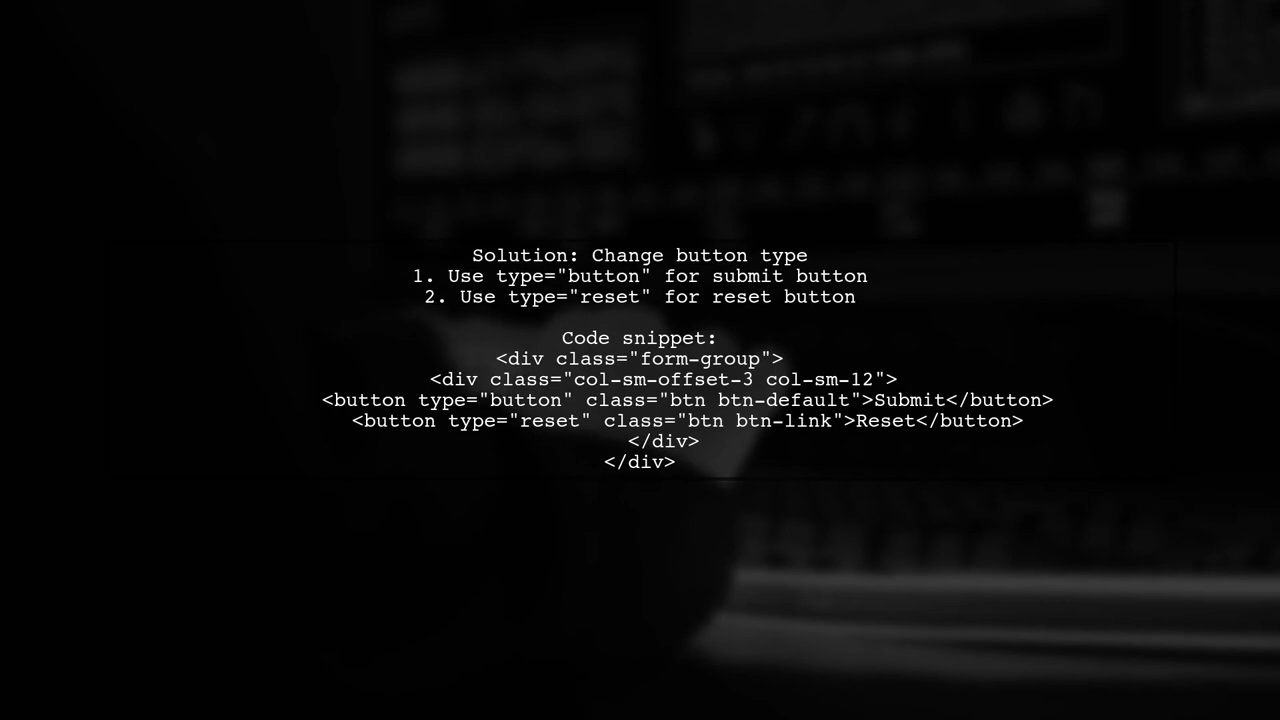 Solution: Change button type
1. Use type="button" for submit button
2. Use type="reset" for reset button
Code snippet:
<div class="form-group">
<div class="col-sm-offset-3 col-sm-12">
<button type="button" class="btn btn-default">Submit</button>
<button type="reset" class="btn btn-link">Reset</button>
</div>
</div>